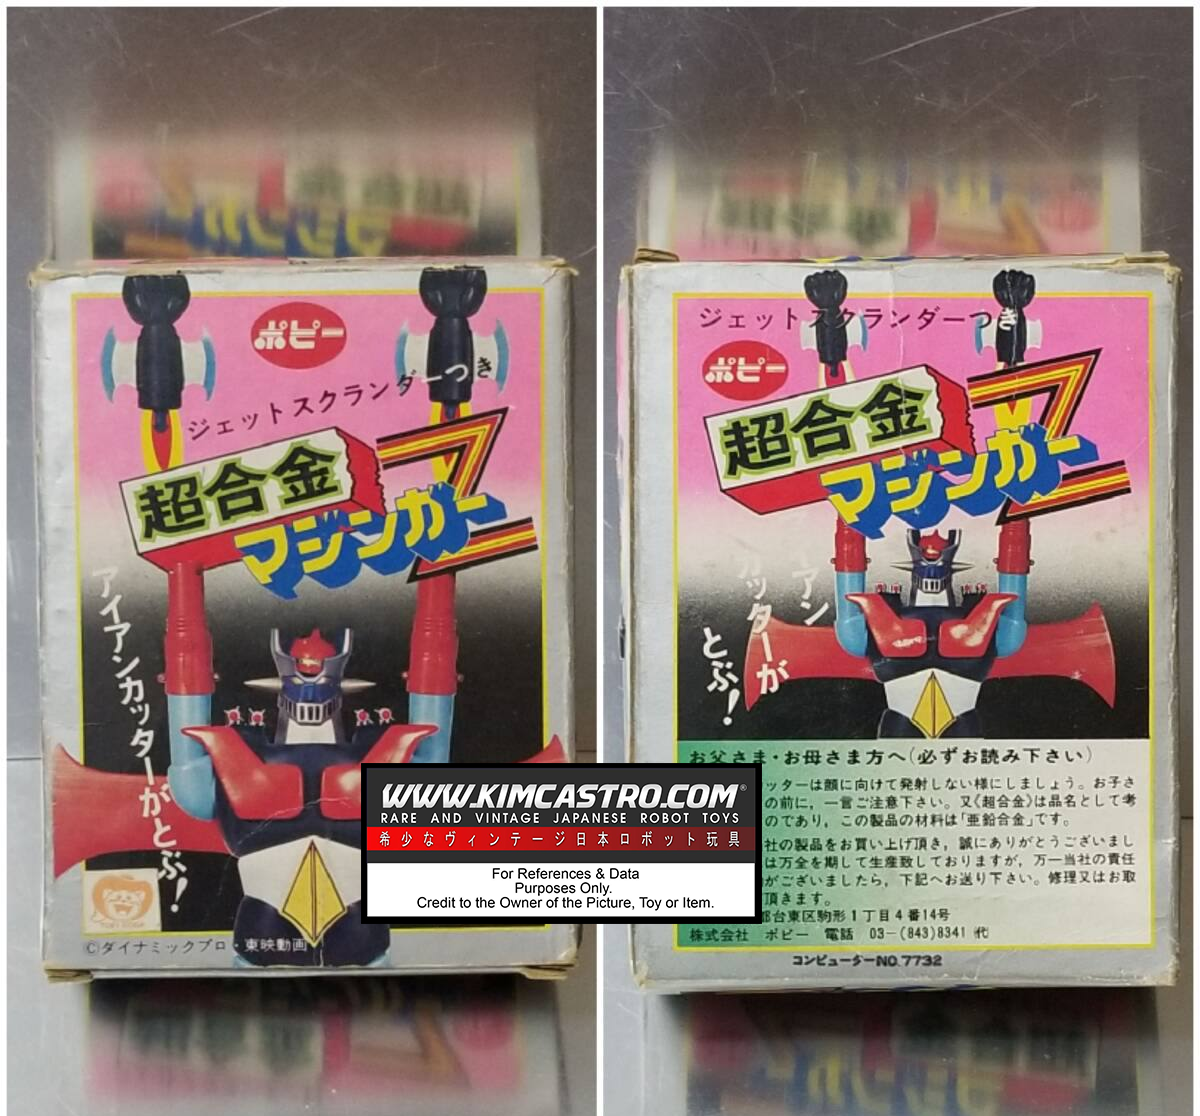 ポピー
ジェットスクランダーつき
超合金
マジンガーZ
アイアンカッターがとぶ！
©ダイナミックプロ・東映動画
ジェットスクランダーつき
ポピー
超合金
マジンガーZ
アン
カッターが
とぶ！
お父さま・お母さま方へ(必ずお読み下さい)
ッターは顔に向けて発射しない様にしましょう。お子さ
の前に，一言ご注意下さい。又《超合金》は品名として考
のであり，この製品の材料は「亜鉛合金」です。
社の製品をお買い上げ頂き，誠にありがとうございまし
は万全を期して生産致しておりますが，万一当社の責任
がございましたら，下記へお送り下さい。修理又はお取
頂きます。
都台東区駒形1丁目4番14号
株式会社 ポピー 電話 03-(843)8341 代
コンピューターNO.7732
WWW.KIMCASTRO.COM®
RARE AND VINTAGE JAPANESE ROBOT TOYS
希少なヴィンテージ日本ロボット玩具
For References & Data
Purposes Only.
Credit to the Owner of the Picture, Toy or Item.